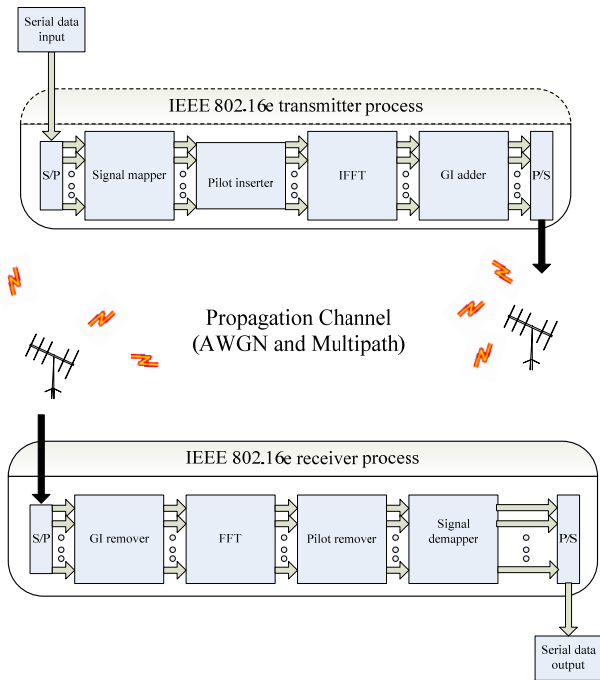 Serial data
input
IEEE 802.16e transmitter process
S/P
Signal mapper
Pilot inserter
IFFT
GI adder
P/S
Propagation Channel
(AWGN and Multipath)
IEEE 802.16e receiver process
S/P
GI remover
FFT
Pilot remover
Signal
demapper
P/S
Serial data
output